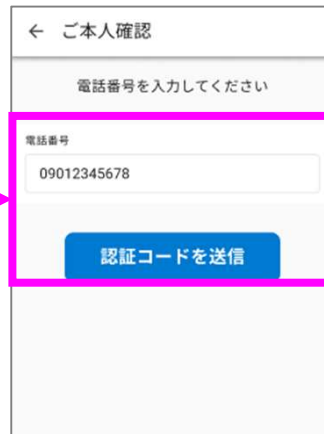 ← ご本人確認
電話番号を入力してください
電話番号
09012345678
認証コードを送信